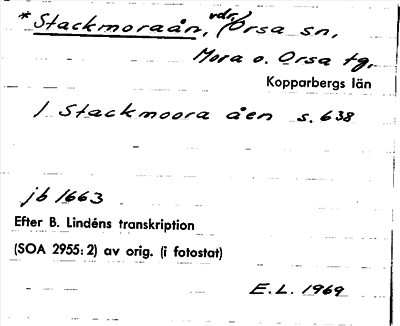 * Stackmoraån, vdr, Orsa sn,
Mora o. Orsa tg,
Kopparbergs län
/ Stackmoora åen s. 638
jb 1663
Efter B. Lindéns transkription
(SOA 2955: 2) av orig. (i fotostat)
E.L. 1969